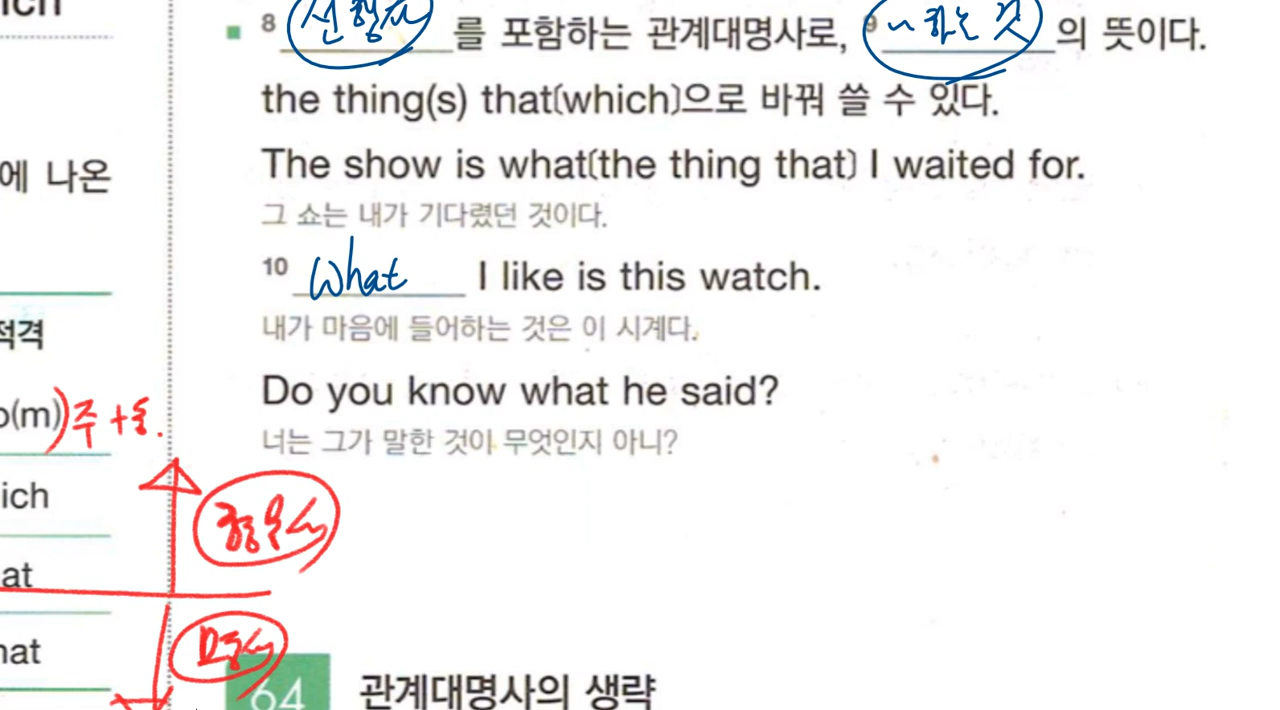 ich
▪ 8 선행사 를 포함하는 관계대명사로, 9 ~하는 것 의 뜻이다.
the thing(s) that(which)으로 바꿔 쓸 수 있다.
에 나온
The show is what(the thing that) I waited for.
그 쇼는 내가 기다렸던 것이다.
10 What I like is this watch.
내가 마음에 들어하는 것은 이 시계다.
적격
Do you know what he said?
o(m) 주+동.
너는 그가 말한 것이 무엇인지 아니?
ich
형용사
at
hat
명사
64 관계대명사의 생략